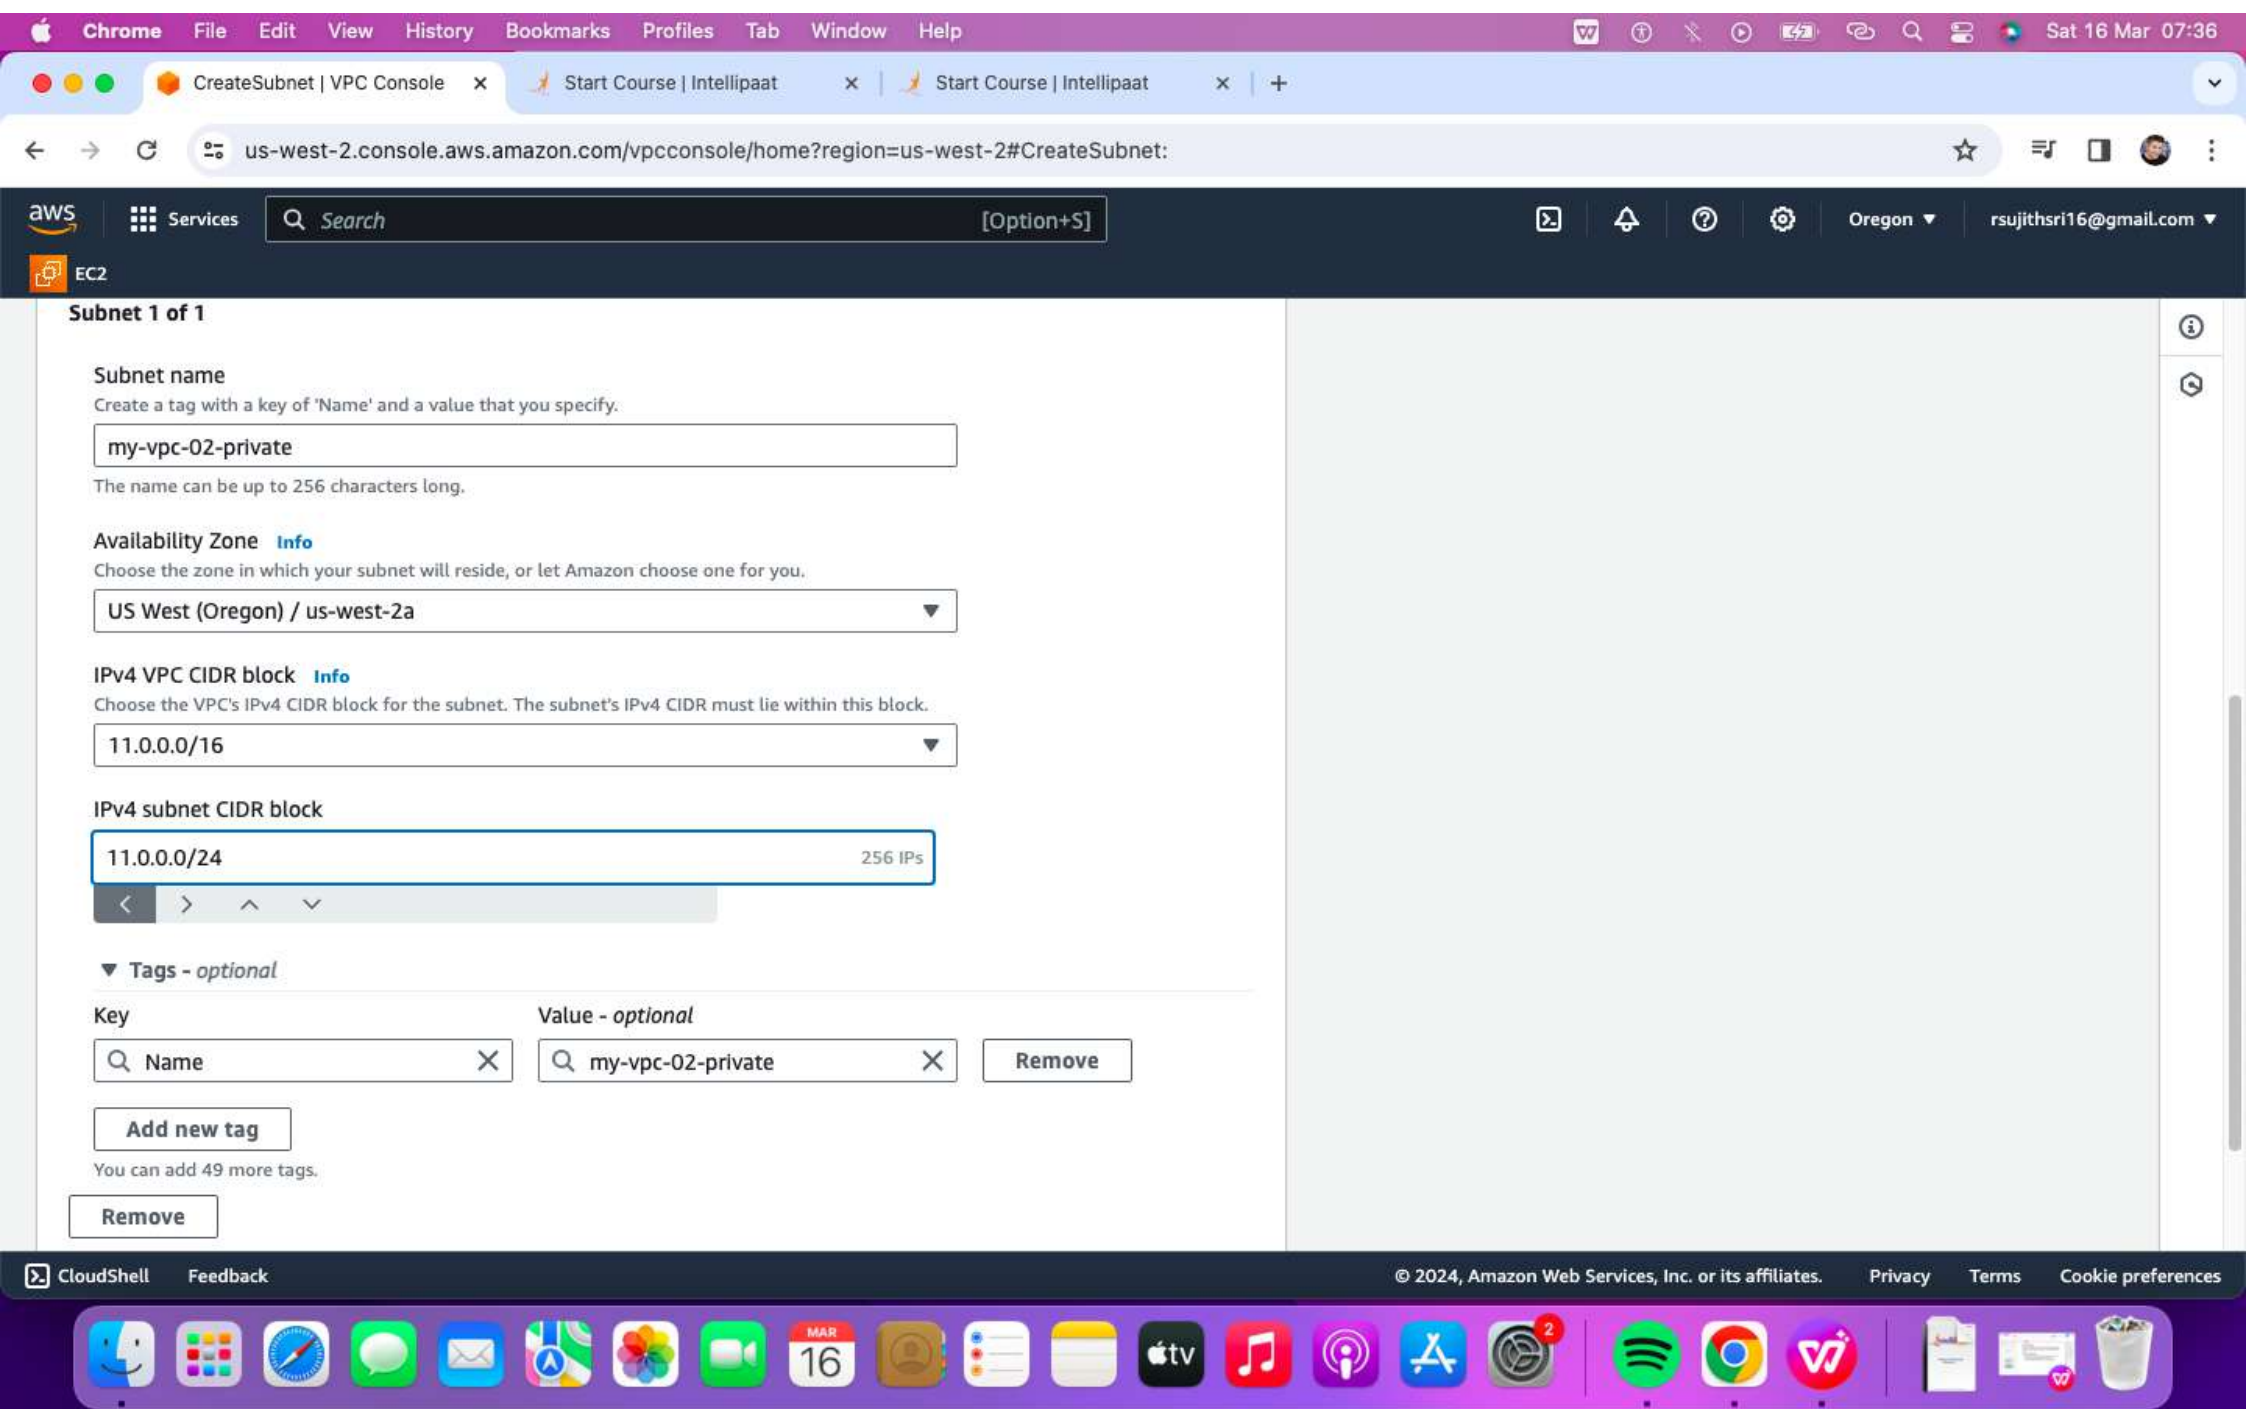 Chrome File Edit View History Bookmarks Profiles Tab Window Help Sat 16 Mar 07:36
CreateSubnet | VPC Console Start Course | Intellipaat Start Course | Intellipaat
us-west-2.console.aws.amazon.com/vpcconsole/home?region=us-west-2#CreateSubnet:
aws Services Search [Option+S] Oregon rsujithsri16@gmail.com
EC2
Subnet 1 of 1
Subnet name
Create a tag with a key of 'Name' and a value that you specify.
my-vpc-02-private
The name can be up to 256 characters long.
Availability Zone Info
Choose the zone in which your subnet will reside, or let Amazon choose one for you.
US West (Oregon) / us-west-2a
IPv4 VPC CIDR block Info
Choose the VPC's IPv4 CIDR block for the subnet. The subnet's IPv4 CIDR must lie within this block.
11.0.0.0/16
IPv4 subnet CIDR block
11.0.0.0/24 256 IPs
Tags - optional
Key Value - optional
Name my-vpc-02-private Remove
Add new tag
You can add 49 more tags.
Remove
CloudShell Feedback © 2024, Amazon Web Services, Inc. or its affiliates. Privacy Terms Cookie preferences
MAR
16
tv
2